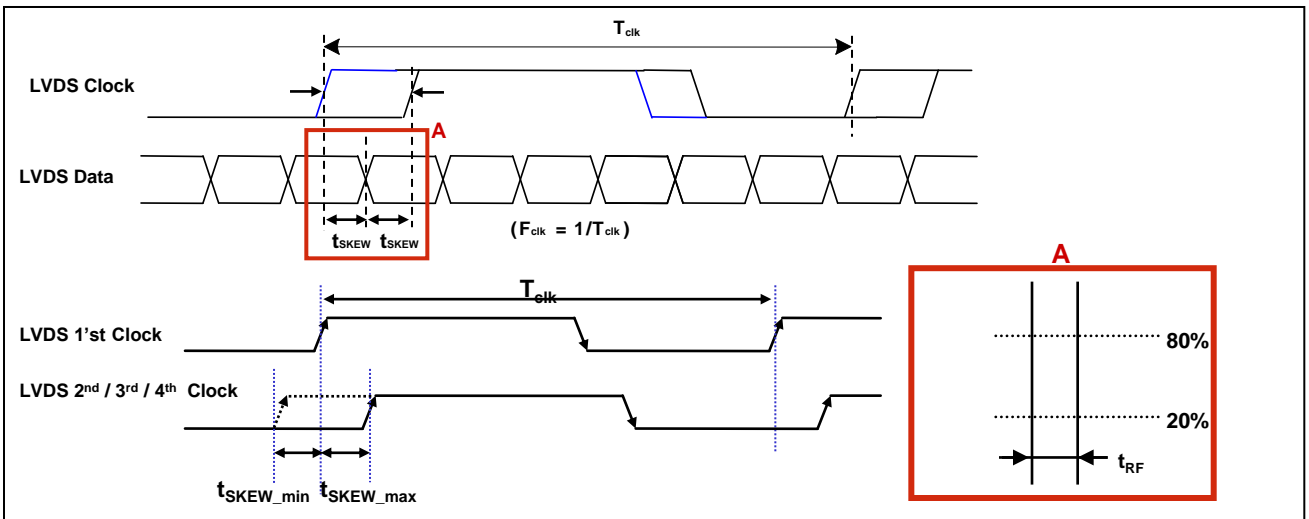 Tclk
LVDS Clock
A
LVDS Data
tSKEW tSKEW
(Fclk = 1/Tclk)
A
Tclk
LVDS 1'st Clock
80%
LVDS 2nd / 3rd / 4th Clock
20%
tRF
tSKEW_min tSKEW_max